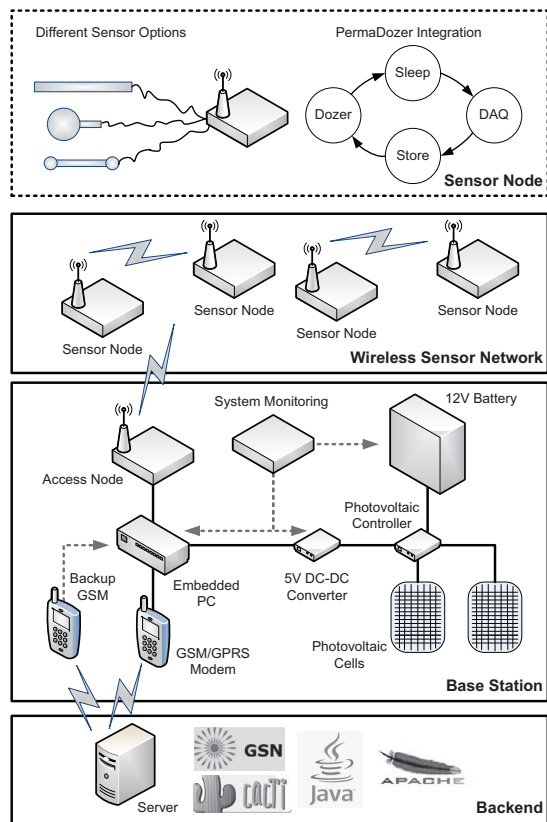 Different Sensor Options
PermaDozer Integration
Sleep
Dozer
DAQ
Store
Sensor Node
Sensor Node
Sensor Node
Sensor Node
Sensor Node
Wireless Sensor Network
System Monitoring
12V Battery
Access Node
Photovoltaic
Controller
Backup
GSM
Embedded
PC
5V DC-DC
Converter
GSM/GPRS
Modem
Photovoltaic
Cells
Base Station
GSN
cacti
Java
APACHE
Server
Backend